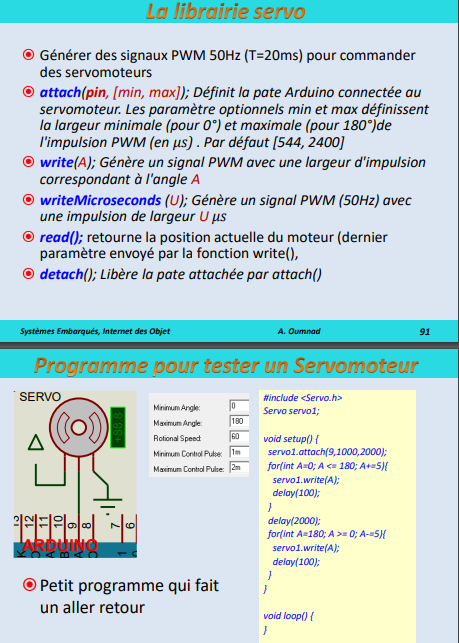 La librairie servo
Générer des signaux PWM 50Hz (T=20ms) pour commander
des servomoteurs
attach(pin, [min, max]); Définit la pate Arduino connectée au
servomoteur. Les paramètre optionnels min et max définissent
la largeur minimale (pour 0°) et maximale (pour 180°)de
l'impulsion PWM (en µs) . Par défaut [544, 2400]
write(A); Génère un signal PWM avec une largeur d'impulsion
correspondant à l'angle A
writeMicroseconds (U); Génère un signal PWM (50Hz) avec
une impulsion de largeur U µs
read(); retourne la position actuelle du moteur (dernier
paramètre envoyé par la fonction write(),
detach(); Libère la pate attachée par attach()
Systèmes Embarqués, Internet des Objet
A. Oumnad
91
Programme pour tester un Servomoteur
SERVO
+88.8
13
12
11
10
9
8
7
6
ARDUINO
Minimum Angle: 0
Maximum Angle: 180
Rotional Speed: 60
Minimum Control Pulse: 1m
Maximum Control Pulse: 2m
Petit programme qui fait
un aller retour
#include <Servo.h>
Servo servo1;
void setup() {
servo1.attach(9,1000,2000);
for(int A=0; A <= 180; A+=5){
servo1.write(A);
delay(100);
}
delay(2000);
for(int A=180; A >= 0; A-=5){
servo1.write(A);
delay(100);
}
}
void loop() {
}